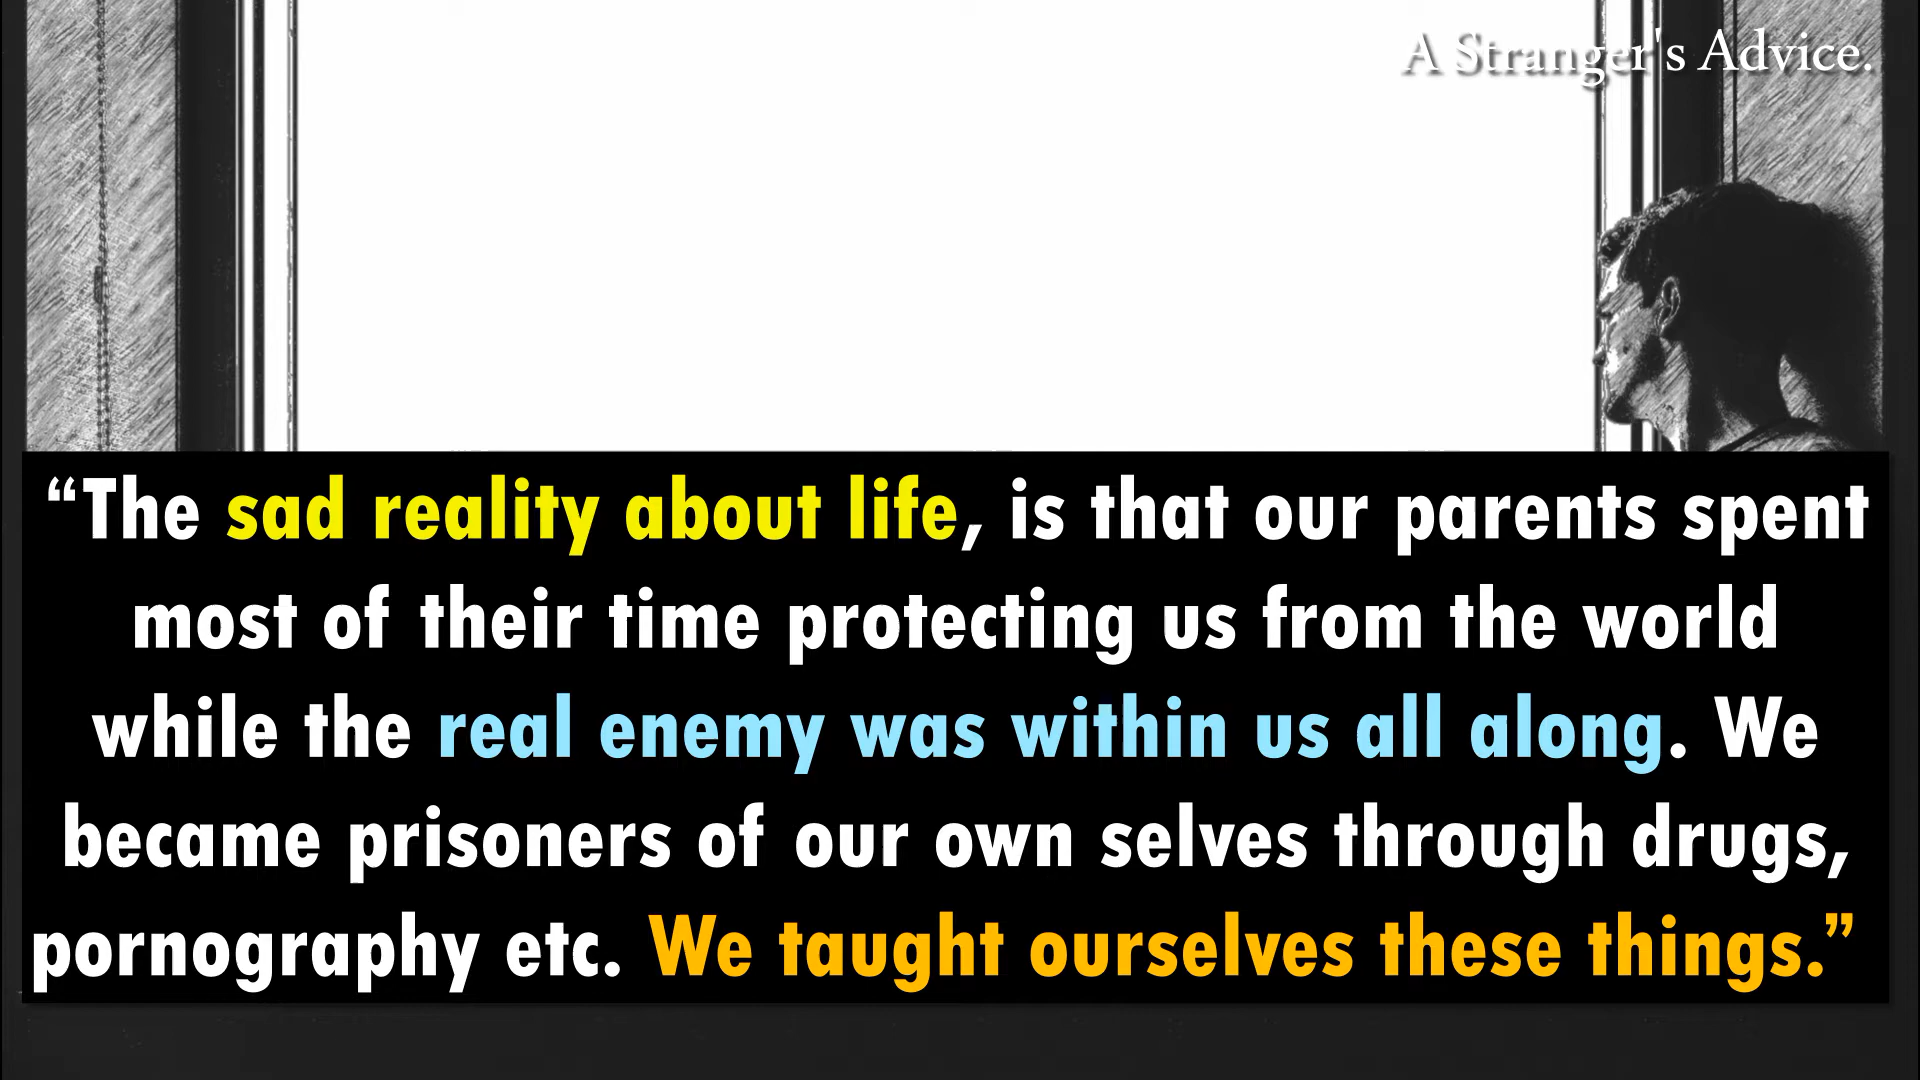 A Stranger's Advice.
“The sad reality about life, is that our parents spent
most of their time protecting us from the world
while the real enemy was within us all along. We
became prisoners of our own selves through drugs,
pornography etc. We taught ourselves these things.”